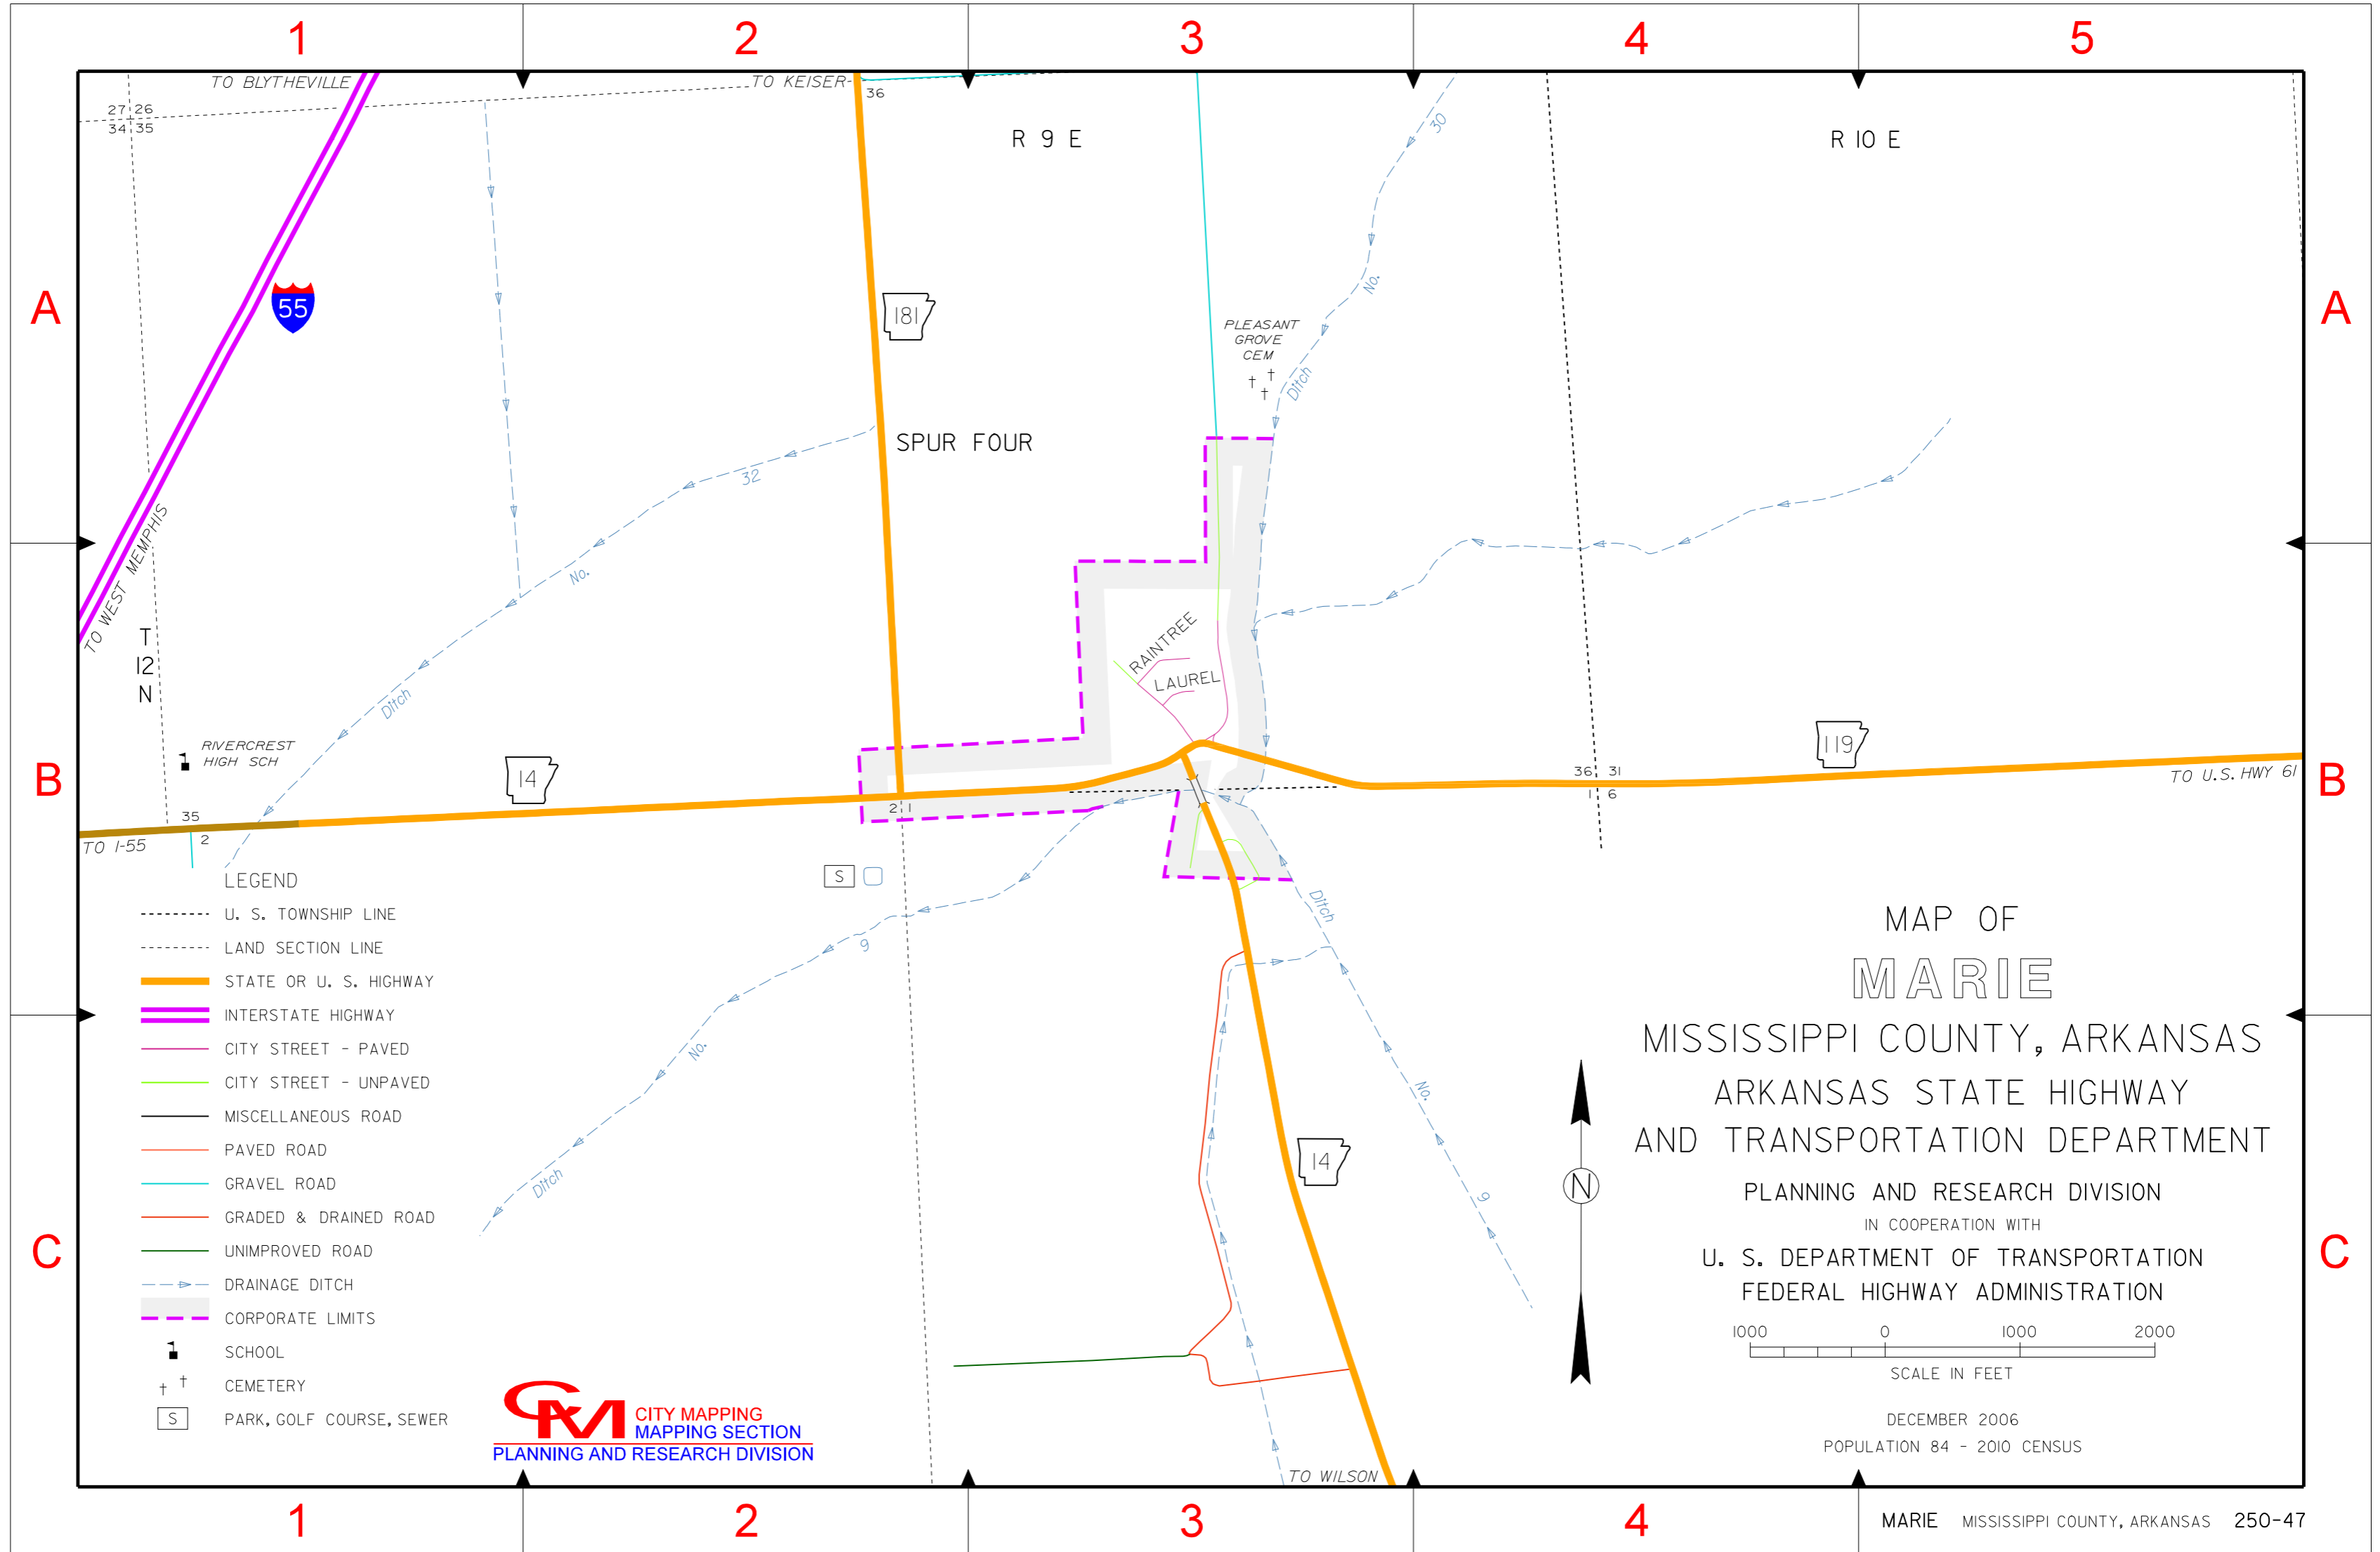 1 2 3 4 5
TO BLYTHEVILLE
TO KEISER
36
27 26
34 35
R 9 E
R 10 E
30
No.
Ditch
A
A
55
181
PLEASANT
GROVE
CEM
SPUR FOUR
32
No.
Ditch
TO WEST MEMPHIS
T
12
N
RAINTREE
LAUREL
RIVERCREST
HIGH SCH
14
119
B
B
36 31
1 6
TO U.S. HWY 61
2 1
35
2
TO I-55
S
9
No.
Ditch
Ditch
No.
9
14
TO WILSON
LEGEND
U. S. TOWNSHIP LINE
LAND SECTION LINE
STATE OR U. S. HIGHWAY
INTERSTATE HIGHWAY
CITY STREET - PAVED
CITY STREET - UNPAVED
MISCELLANEOUS ROAD
PAVED ROAD
GRAVEL ROAD
GRADED & DRAINED ROAD
UNIMPROVED ROAD
DRAINAGE DITCH
CORPORATE LIMITS
SCHOOL
CEMETERY
S PARK, GOLF COURSE, SEWER
C
C
CM
CITY MAPPING
MAPPING SECTION
PLANNING AND RESEARCH DIVISION
MAP OF
MARIE
MISSISSIPPI COUNTY, ARKANSAS
ARKANSAS STATE HIGHWAY
AND TRANSPORTATION DEPARTMENT
PLANNING AND RESEARCH DIVISION
IN COOPERATION WITH
U. S. DEPARTMENT OF TRANSPORTATION
FEDERAL HIGHWAY ADMINISTRATION
N
1000 0 1000 2000
SCALE IN FEET
DECEMBER 2006
POPULATION 84 - 2010 CENSUS
1 2 3 4
MARIE MISSISSIPPI COUNTY, ARKANSAS 250-47